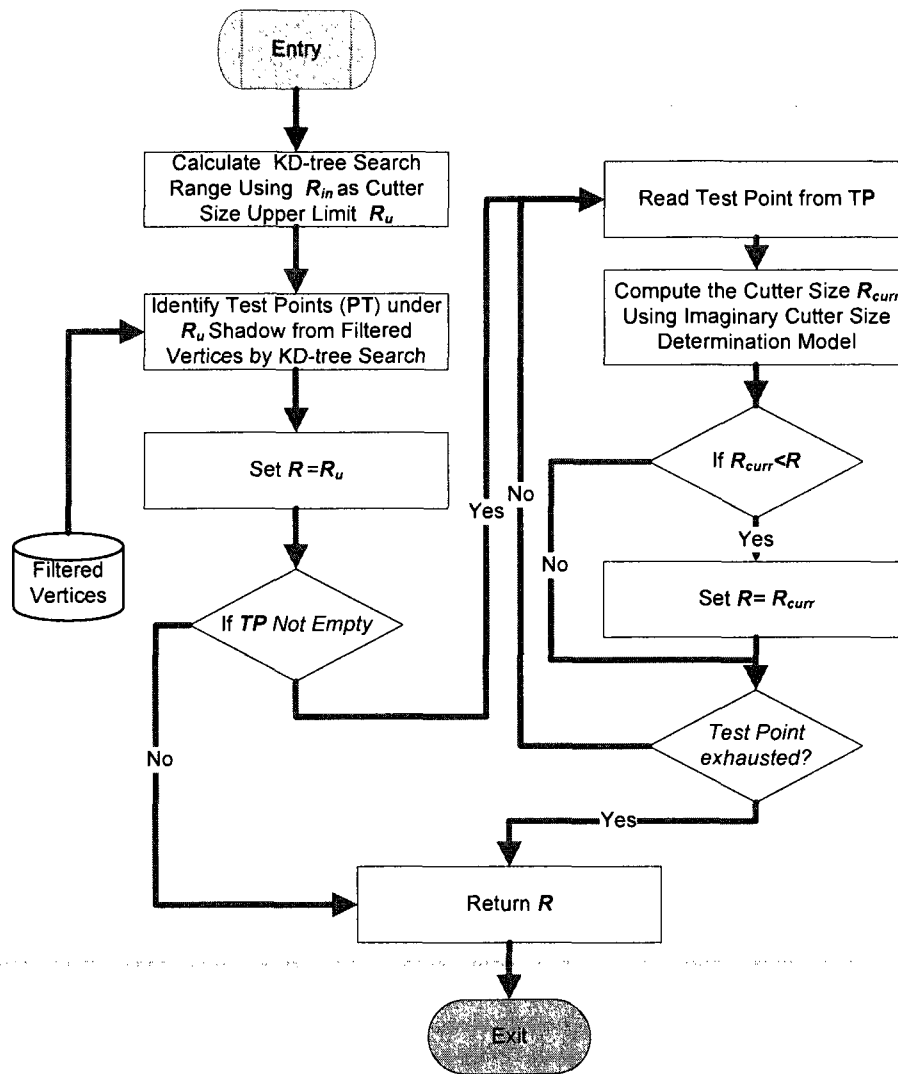 Entry
Calculate KD-tree Search
Range Using R_in as Cutter
Size Upper Limit R_u
Identify Test Points (PT) under
R_u Shadow from Filtered
Vertices by KD-tree Search
Set R=R_u
Filtered
Vertices
If TP Not Empty
No
Yes
Read Test Point from TP
Compute the Cutter Size R_curr
Using Imaginary Cutter Size
Determination Model
If R_curr<R
No
Yes
No
Set R= R_curr
Test Point
exhausted?
Yes
Return R
Exit